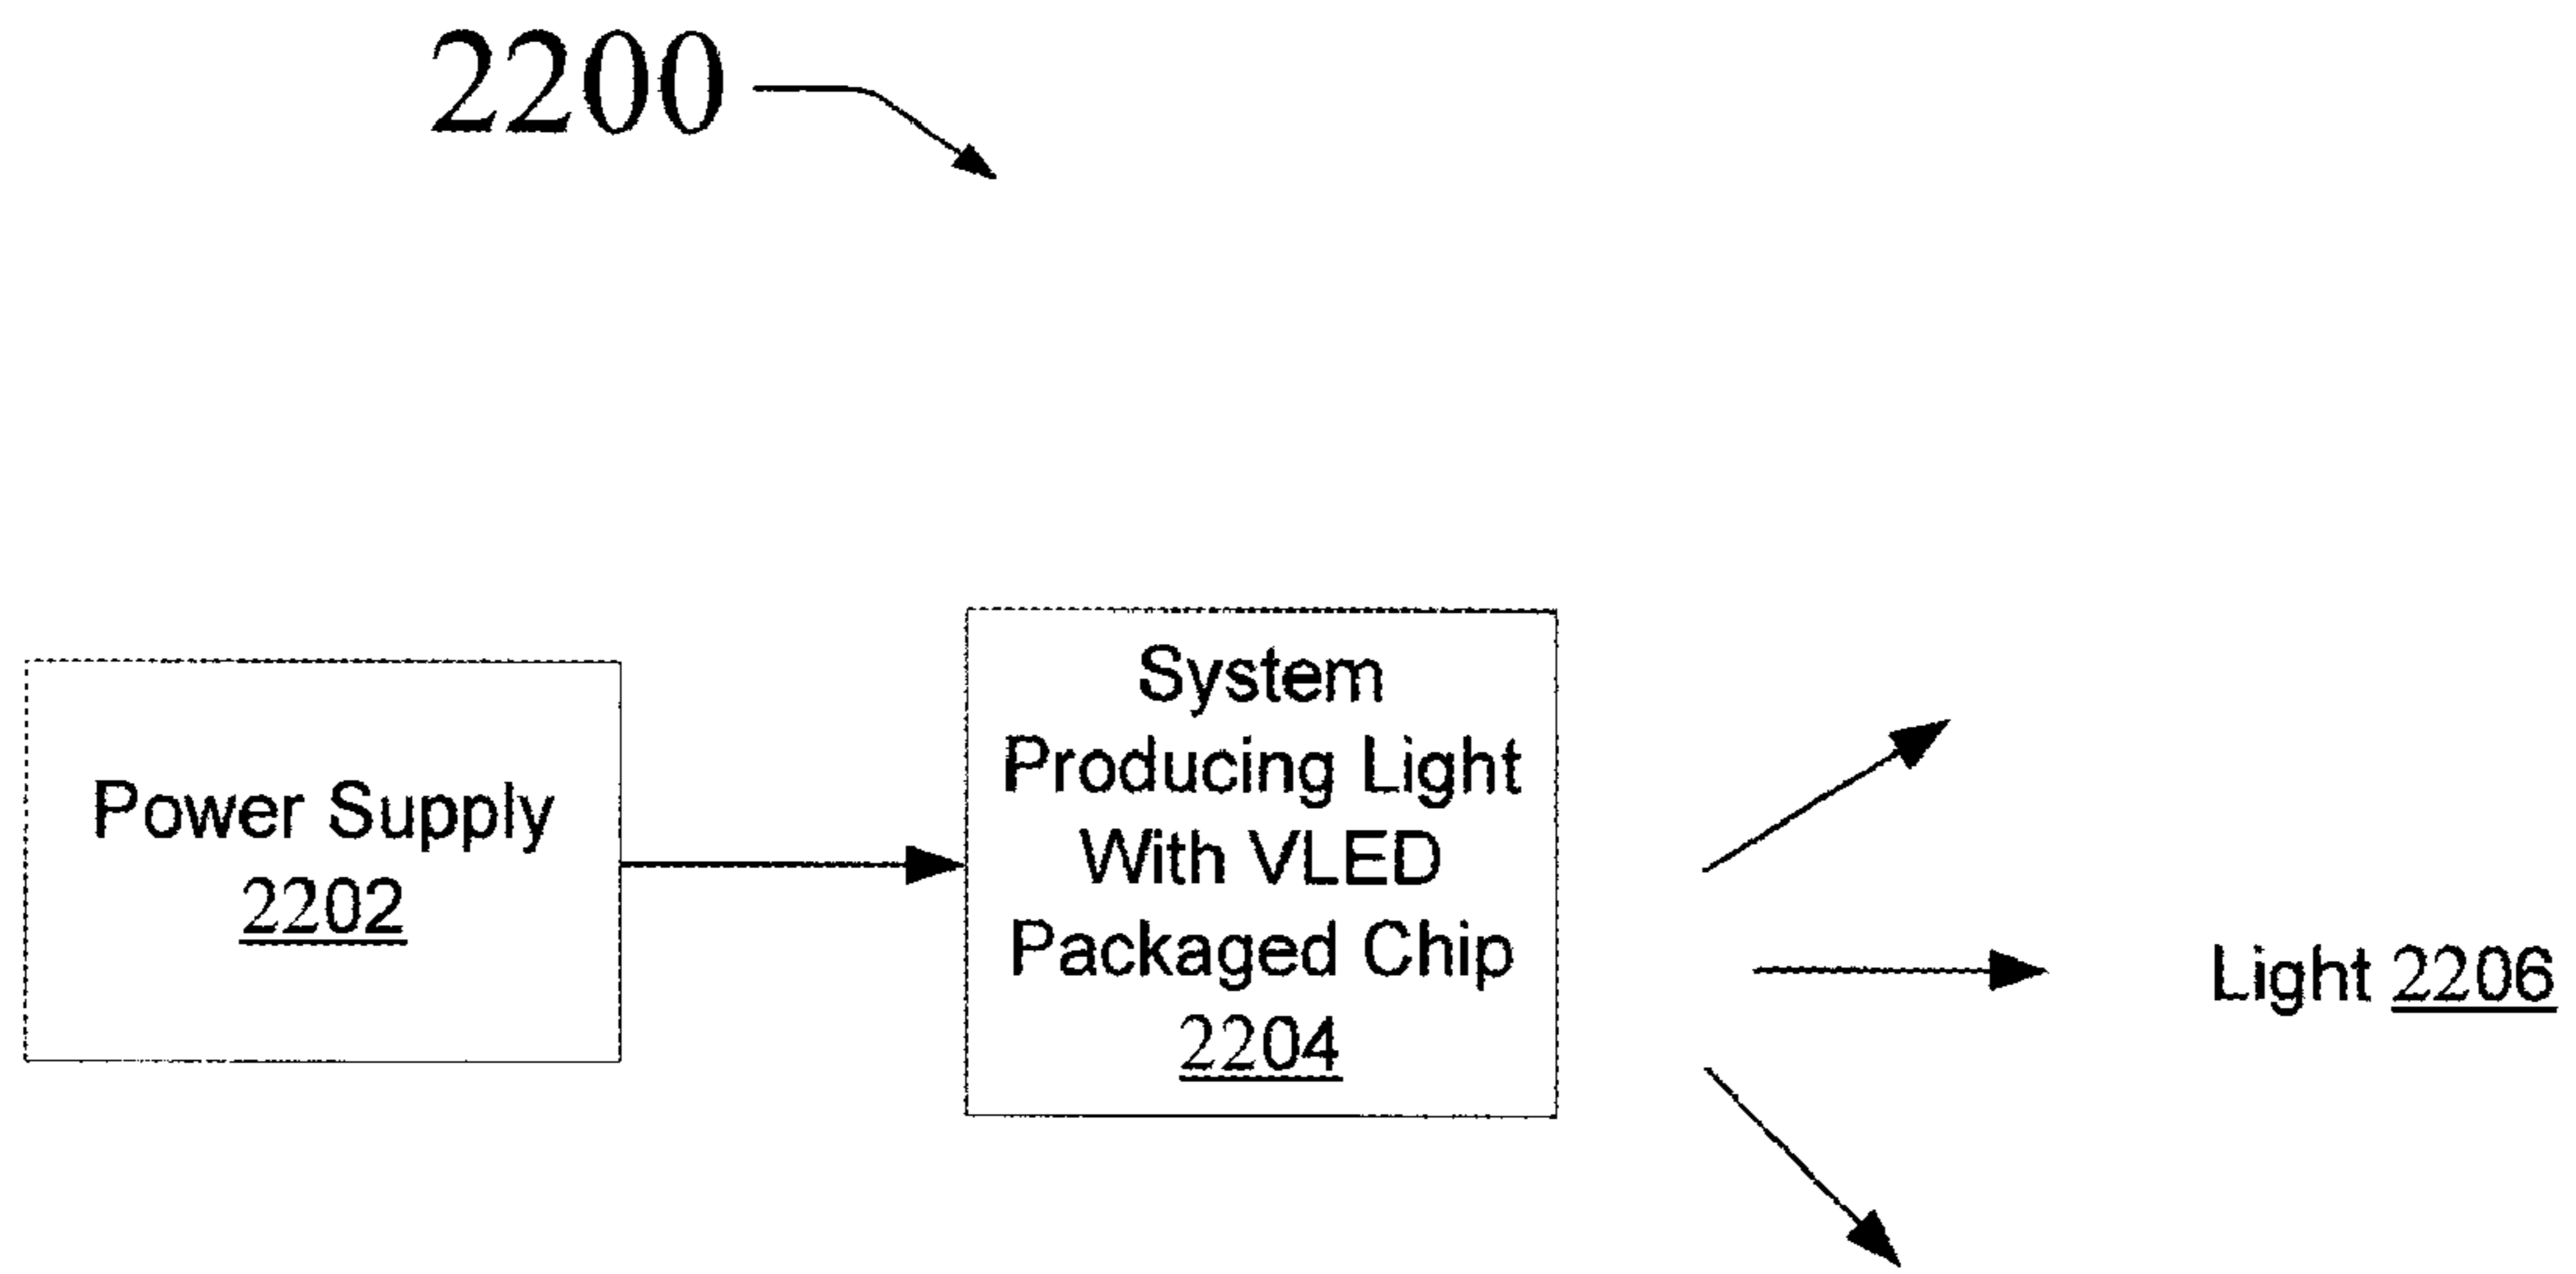 2200
Power Supply
2202
System
Producing Light
With VLED
Packaged Chip
2204
Light 2206